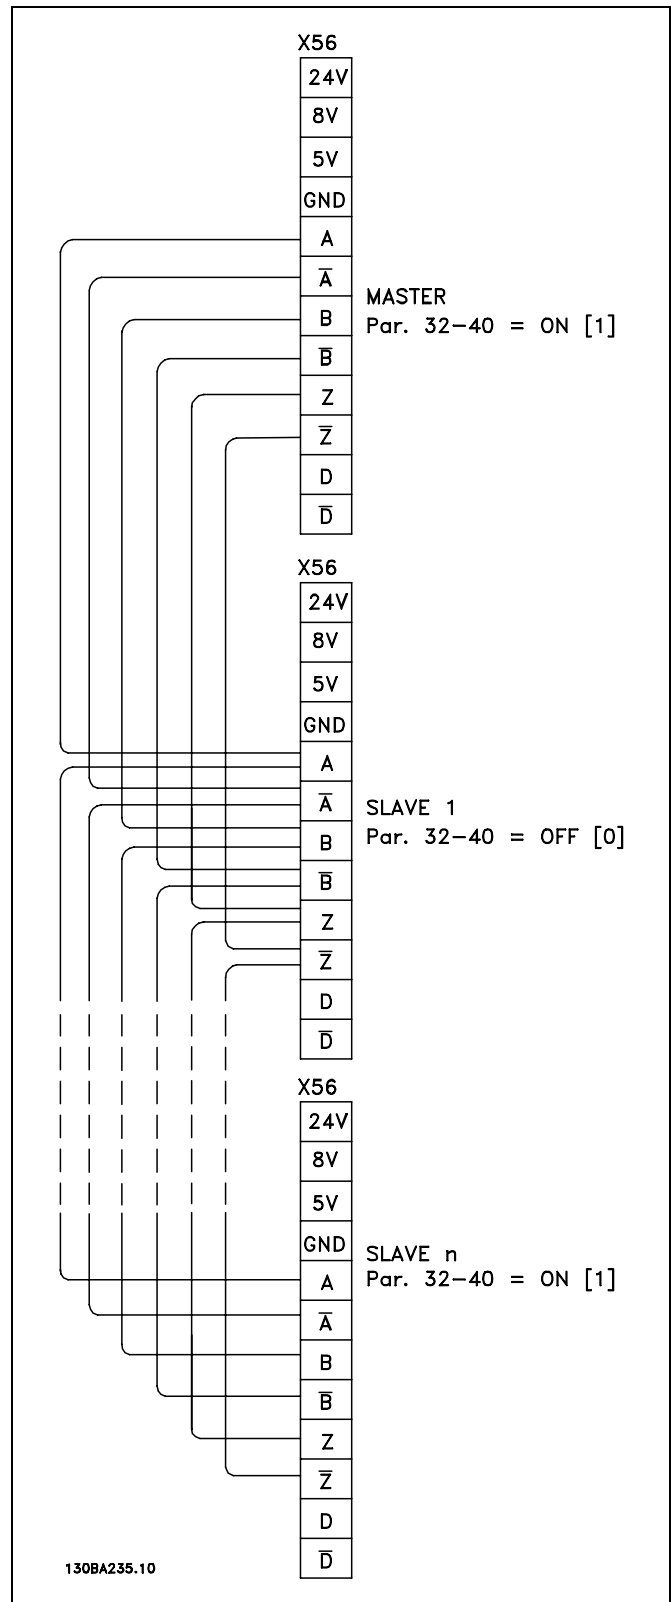 X56
24V
8V
5V
GND
A
A̅
B
B̅
Z
Z̅
D
D̅
MASTER
Par. 32-40 = ON [1]
X56
24V
8V
5V
GND
A
A̅
B
B̅
Z
Z̅
D
D̅
SLAVE 1
Par. 32-40 = OFF [0]
X56
24V
8V
5V
GND
A
A̅
B
B̅
Z
Z̅
D
D̅
SLAVE n
Par. 32-40 = ON [1]
130BA235.10